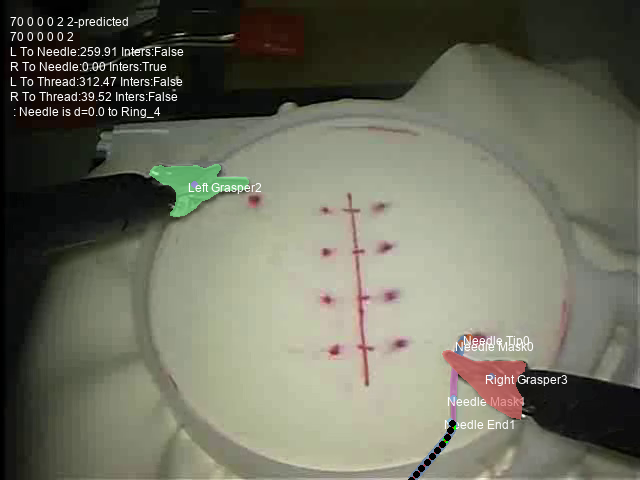 70 0 0 0 2 2-predicted
70 0 0 0 0 2
L To Needle:259.91 Inters:False
R To Needle:0.00 Inters:True
L To Thread:312.47 Inters:False
R To Thread:39.52 Inters:False
: Needle is d=0.0 to Ring_4
Left Grasper2
Needle Tip0
Needle Mask0
Right Grasper3
Needle Mask1
Needle End1